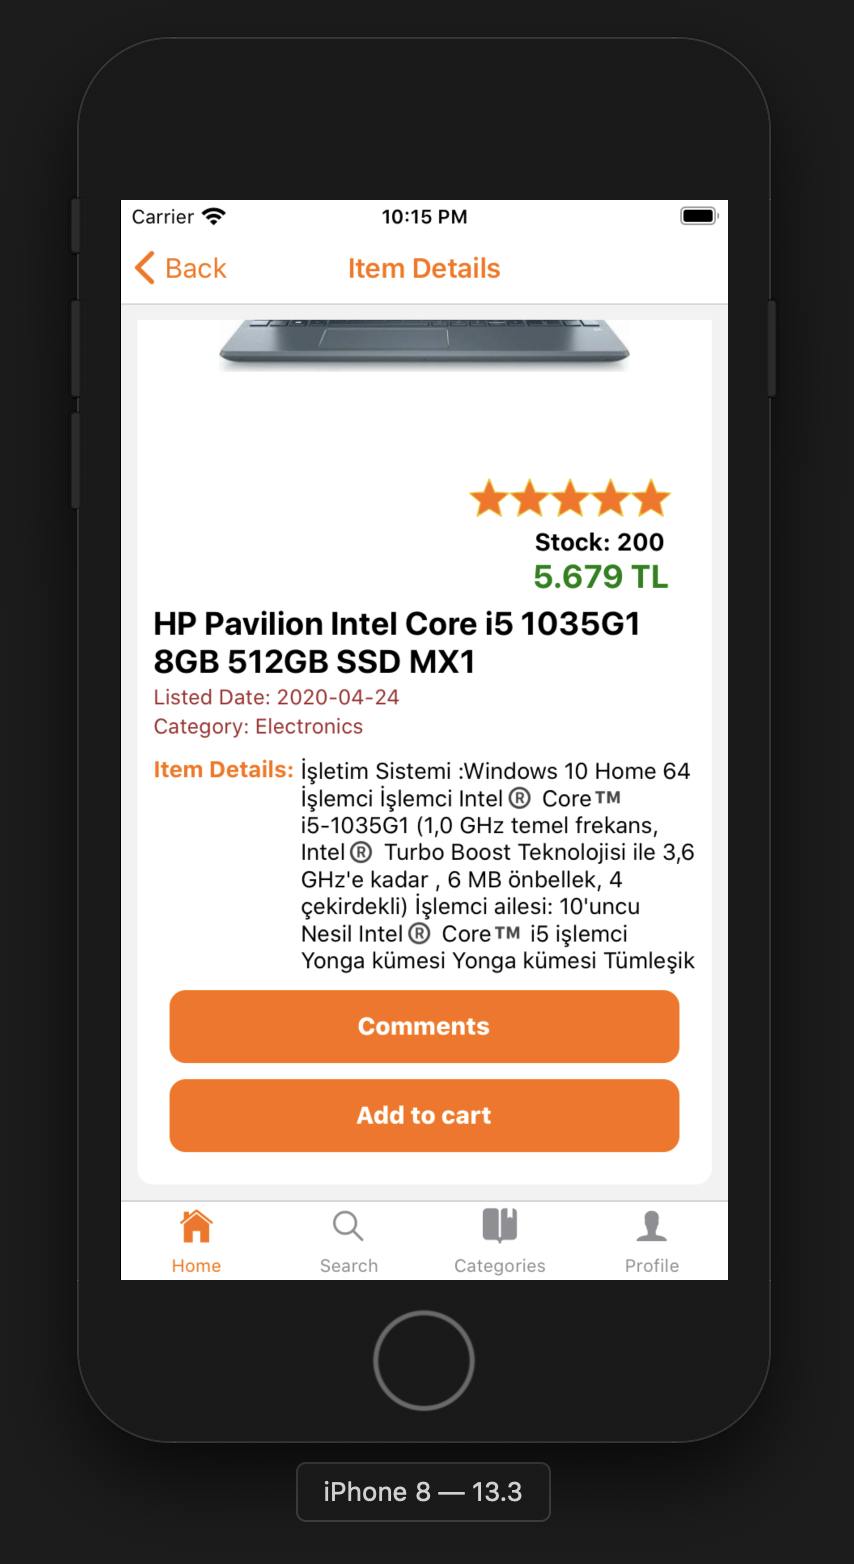 Carrier
10:15 PM
Back
Item Details
Stock: 200
5.679 TL
HP Pavilion Intel Core i5 1035G1
8GB 512GB SSD MX1
Listed Date: 2020-04-24
Category: Electronics
Item Details: İşletim Sistemi :Windows 10 Home 64
İşlemci İşlemci Intel® Core™
i5-1035G1 (1,0 GHz temel frekans,
Intel® Turbo Boost Teknolojisi ile 3,6
GHz'e kadar , 6 MB önbellek, 4
çekirdekli) İşlemci ailesi: 10'uncu
Nesil Intel® Core™ i5 işlemci
Yonga kümesi Yonga kümesi Tümleşik
Comments
Add to cart
Home
Search
Categories
Profile
iPhone 8 — 13.3